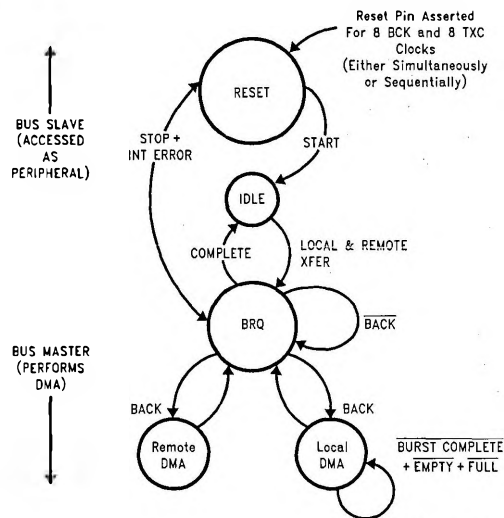 Reset Pin Asserted
For 8 BCK and 8 TXC
Clocks
(Either Simultaneously
or Sequentially)
RESET
BUS SLAVE
(ACCESSED
AS
PERIPHERAL)
STOP +
INT ERROR
START
IDLE
COMPLETE
LOCAL & REMOTE
XFER
BRQ
BACK
BUS MASTER
(PERFORMS
DMA)
BACK
BACK
Remote
DMA
Local
DMA
BURST COMPLETE
+ EMPTY + FULL